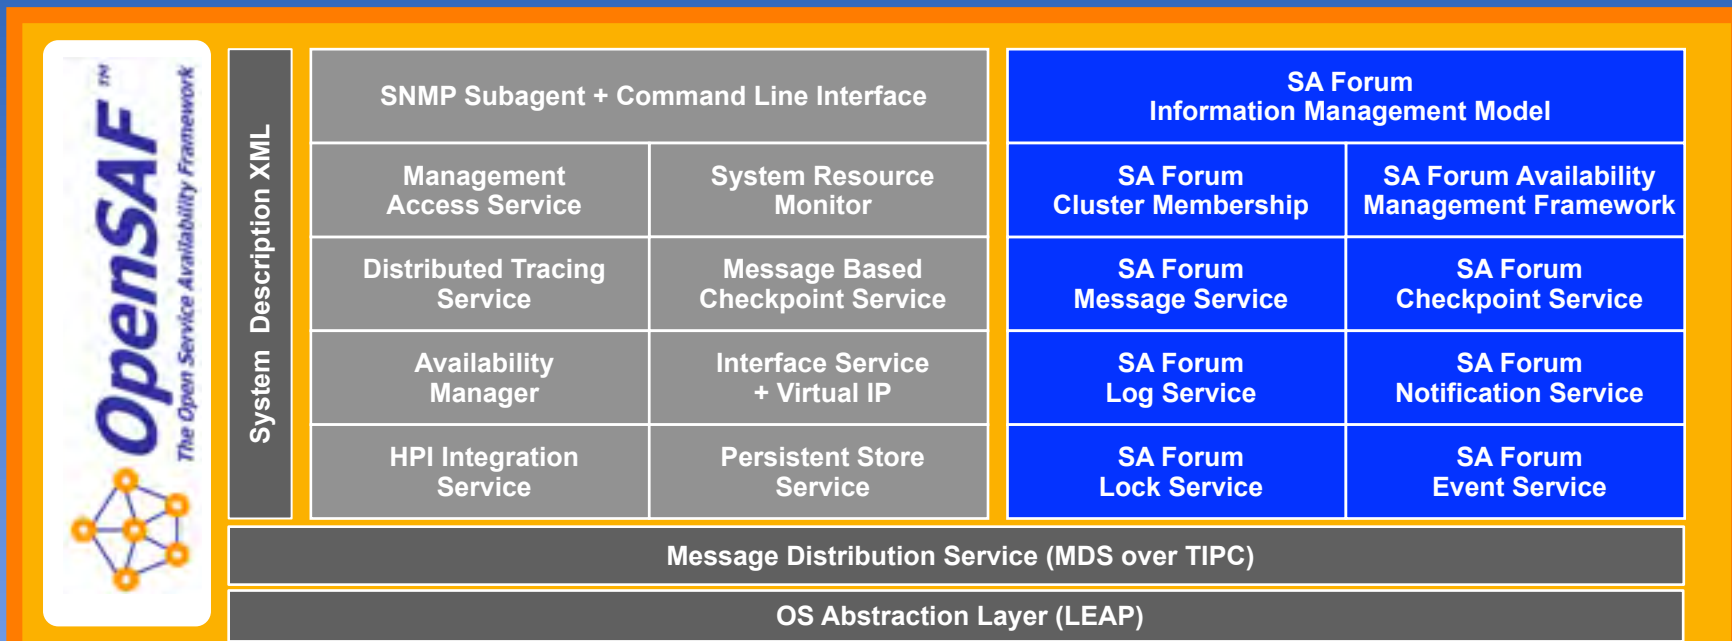 OpenSAF™
The Open Service Availability Framework
System Description XML
SNMP Subagent + Command Line Interface
Management
Access Service
System Resource
Monitor
Distributed Tracing
Service
Message Based
Checkpoint Service
Availability
Manager
Interface Service
+ Virtual IP
HPI Integration
Service
Persistent Store
Service
SA Forum
Information Management Model
SA Forum
Cluster Membership
SA Forum Availability
Management Framework
SA Forum
Message Service
SA Forum
Checkpoint Service
SA Forum
Log Service
SA Forum
Notification Service
SA Forum
Lock Service
SA Forum
Event Service
Message Distribution Service (MDS over TIPC)
OS Abstraction Layer (LEAP)